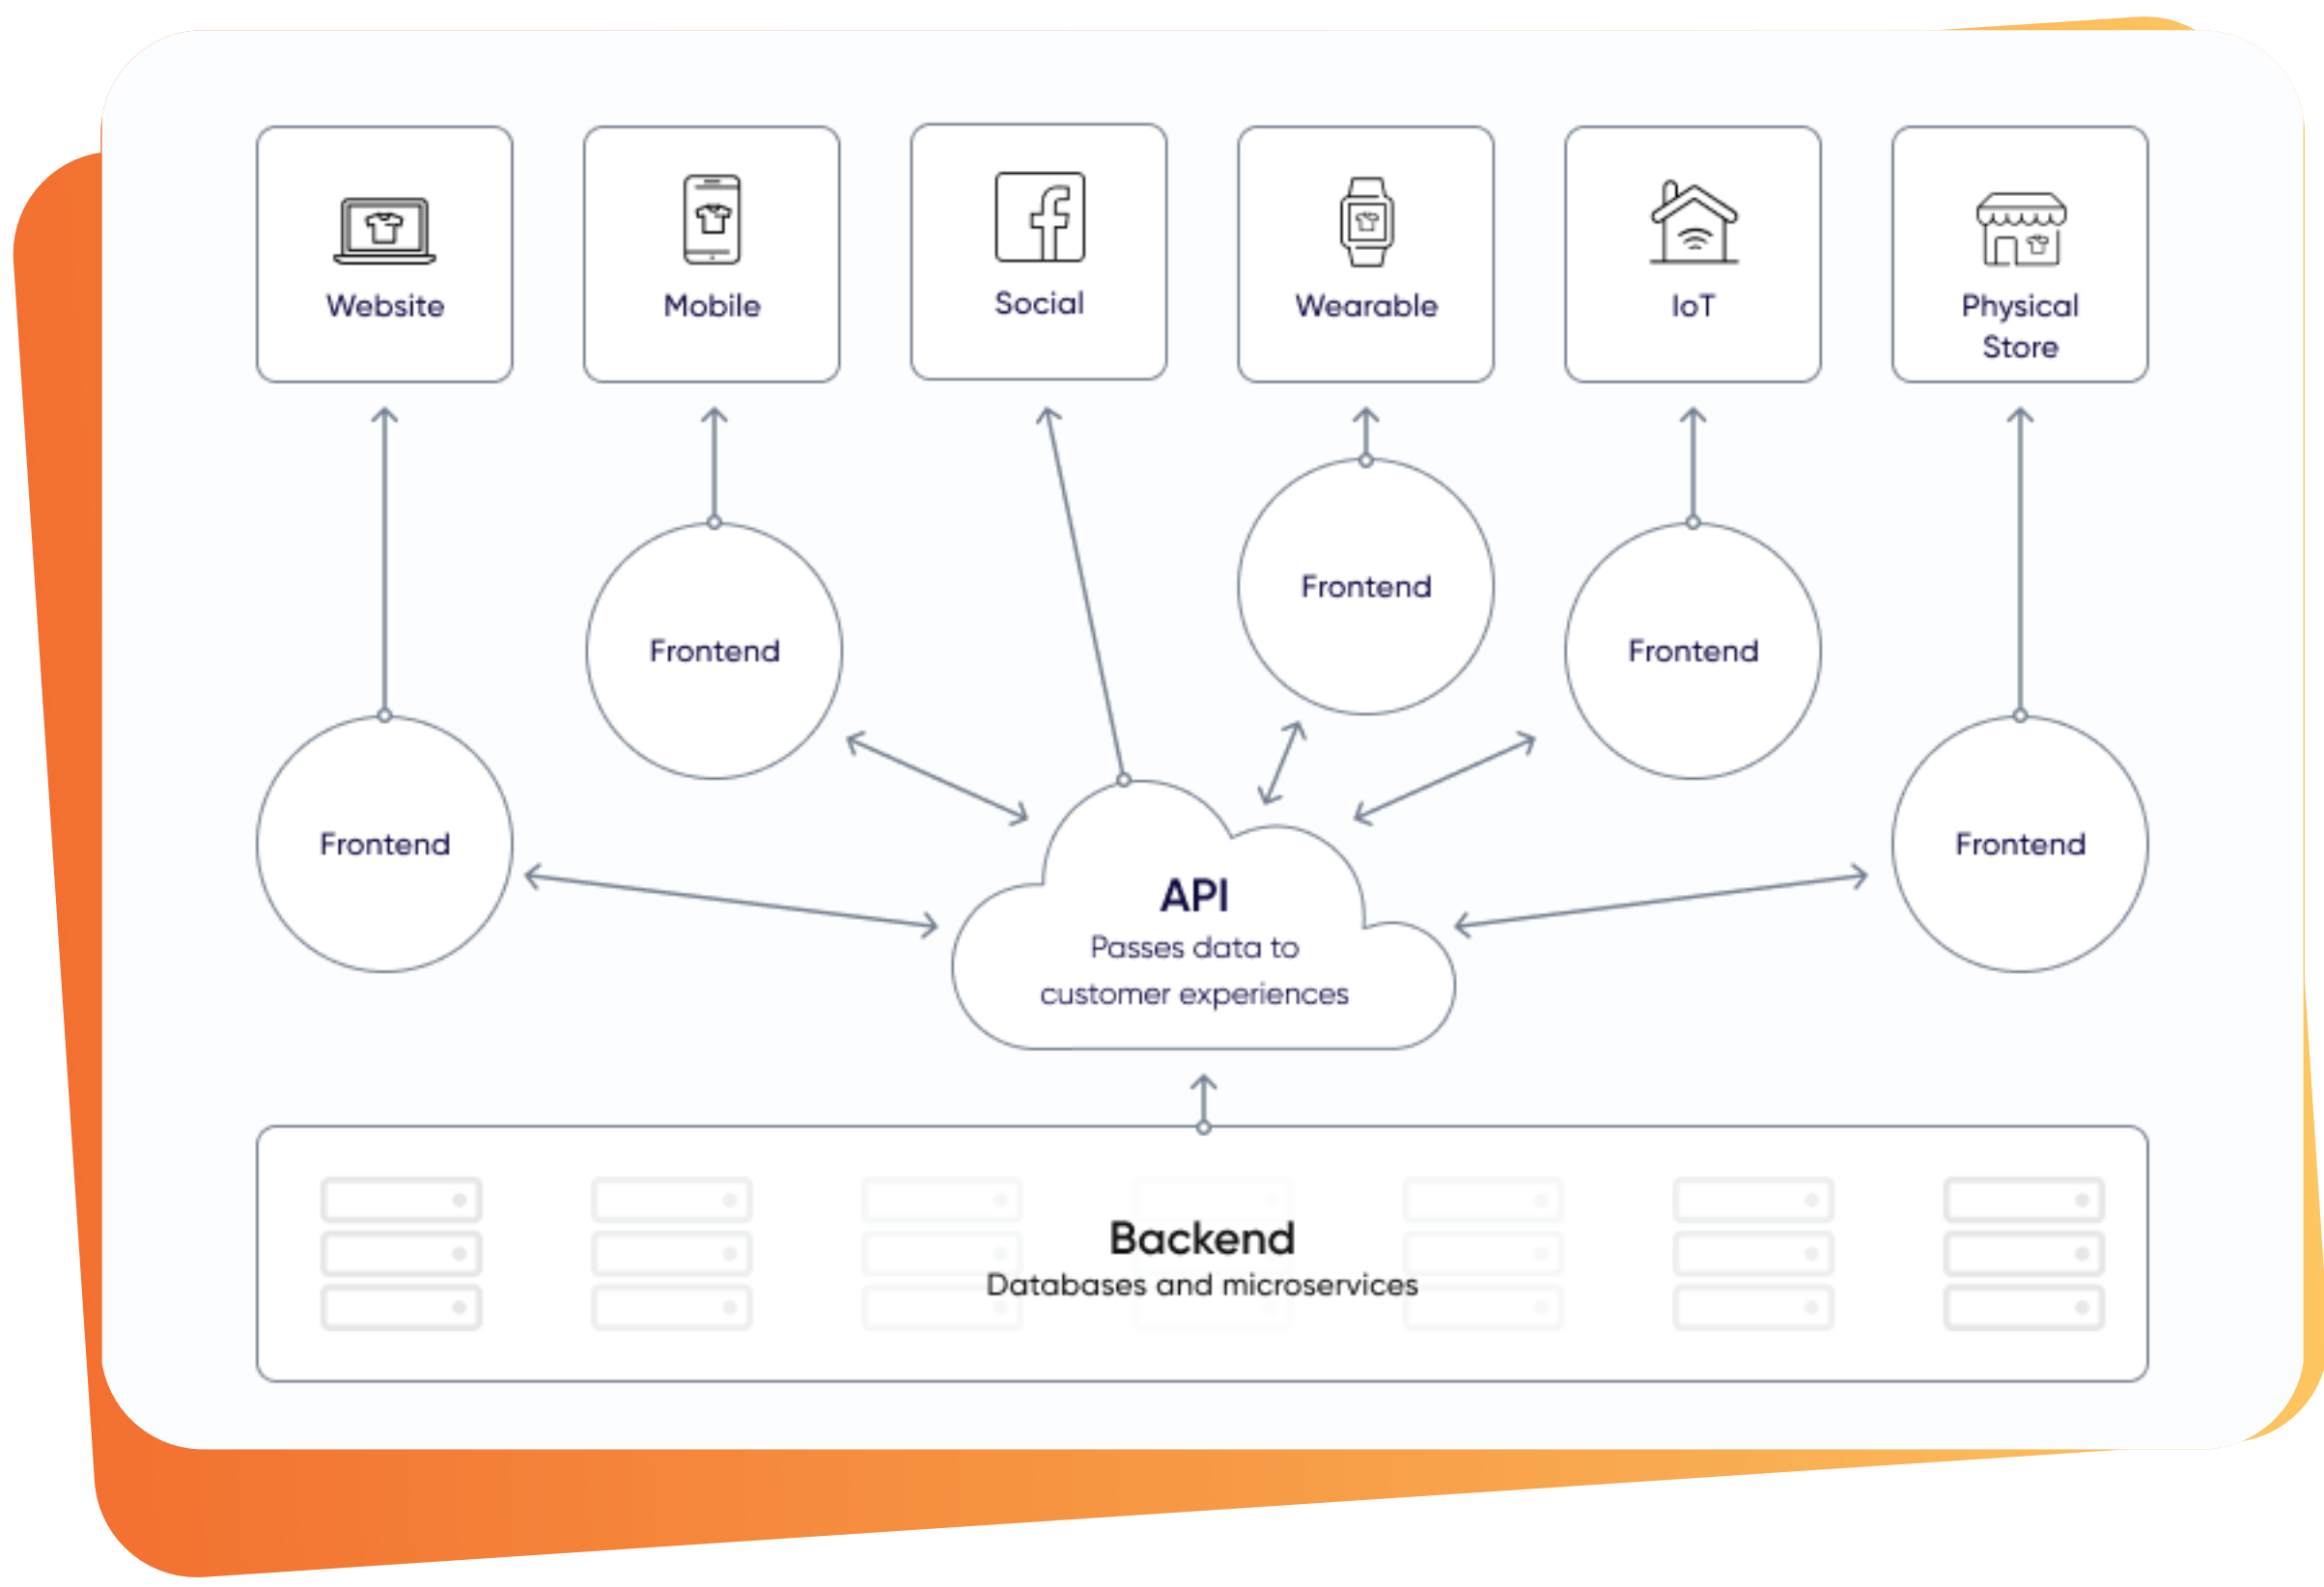 Website
Mobile
Social
Wearable
IoT
Physical
Store
Frontend
Frontend
Frontend
Frontend
Frontend
API
Passes data to
customer experiences
Backend
Databases and microservices